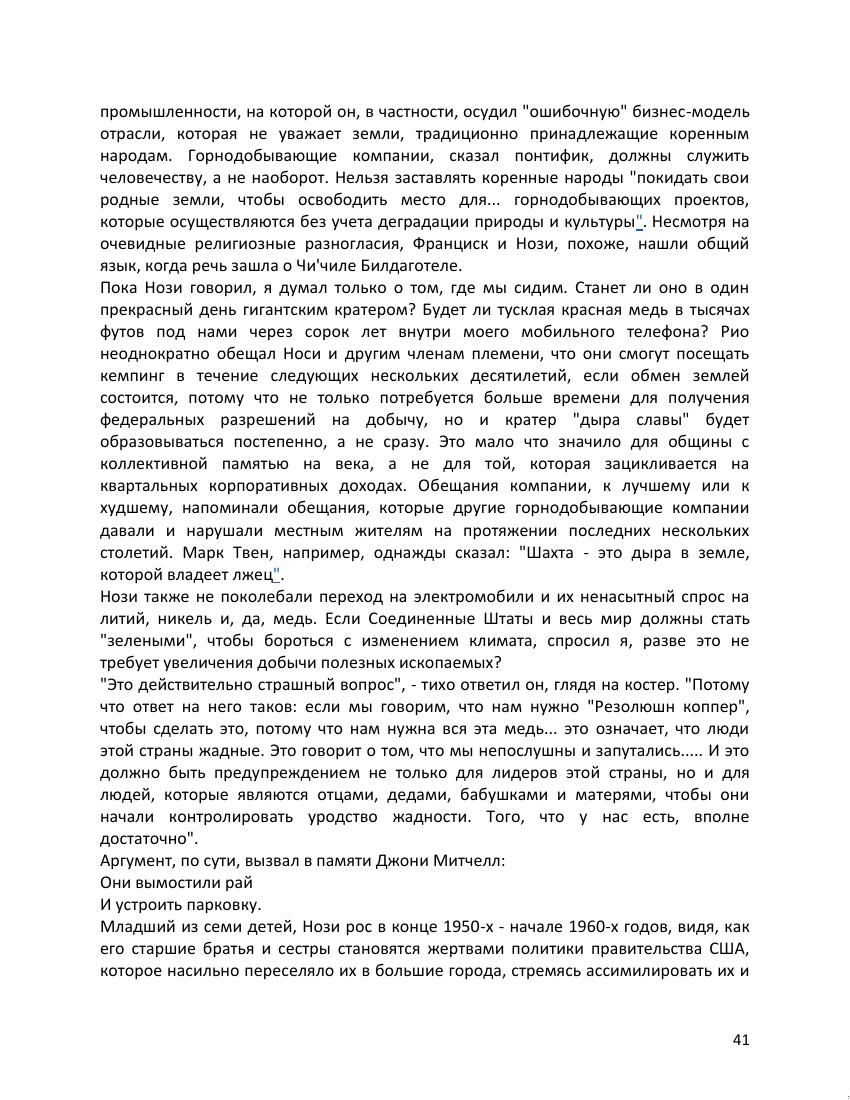 промышленности, на которой он, в частности, осудил "ошибочную" бизнес-модель
отрасли, которая не уважает земли, традиционно принадлежащие коренным
народам. Горнодобывающие компании, сказал понтифик, должны служить
человечеству, а не наоборот. Нельзя заставлять коренные народы "покидать свои
родные земли, чтобы освободить место для... горнодобывающих проектов,
которые осуществляются без учета деградации природы и культуры". Несмотря на
очевидные религиозные разногласия, Франциск и Нози, похоже, нашли общий
язык, когда речь зашла о Чи'чиле Билдаготеле.
Пока Нози говорил, я думал только о том, где мы сидим. Станет ли оно в один
прекрасный день гигантским кратером? Будет ли тусклая красная медь в тысячах
футов под нами через сорок лет внутри моего мобильного телефона? Рио
неоднократно обещал Носи и другим членам племени, что они смогут посещать
кемпинг в течение следующих нескольких десятилетий, если обмен землей
состоится, потому что не только потребуется больше времени для получения
федеральных разрешений на добычу, но и кратер "дыра славы" будет
образовываться постепенно, а не сразу. Это мало что значило для общины с
коллективной памятью на века, а не для той, которая зацикливается на
квартальных корпоративных доходах. Обещания компании, к лучшему или к
худшему, напоминали обещания, которые другие горнодобывающие компании
давали и нарушали местным жителям на протяжении последних нескольких
столетий. Марк Твен, например, однажды сказал: "Шахта - это дыра в земле,
которой владеет лжец".
Нози также не поколебали переход на электромобили и их ненасытный спрос на
литий, никель и, да, медь. Если Соединенные Штаты и весь мир должны стать
"зелеными", чтобы бороться с изменением климата, спросил я, разве это не
требует увеличения добычи полезных ископаемых?
"Это действительно страшный вопрос", - тихо ответил он, глядя на костер. "Потому
что ответ на него таков: если мы говорим, что нам нужно "Резолюшн коппер",
чтобы сделать это, потому что нам нужна вся эта медь... это означает, что люди
этой страны жадные. Это говорит о том, что мы непослушны и запутались..... И это
должно быть предупреждением не только для лидеров этой страны, но и для
людей, которые являются отцами, дедами, бабушками и матерями, чтобы они
начали контролировать уродство жадности. Того, что у нас есть, вполне
достаточно".
Аргумент, по сути, вызвал в памяти Джони Митчелл:
Они вымостили рай
И устроить парковку.
Младший из семи детей, Нози рос в конце 1950-х - начале 1960-х годов, видя, как
его старшие братья и сестры становятся жертвами политики правительства США,
которое насильно переселяло их в большие города, стремясь ассимилировать их и
41